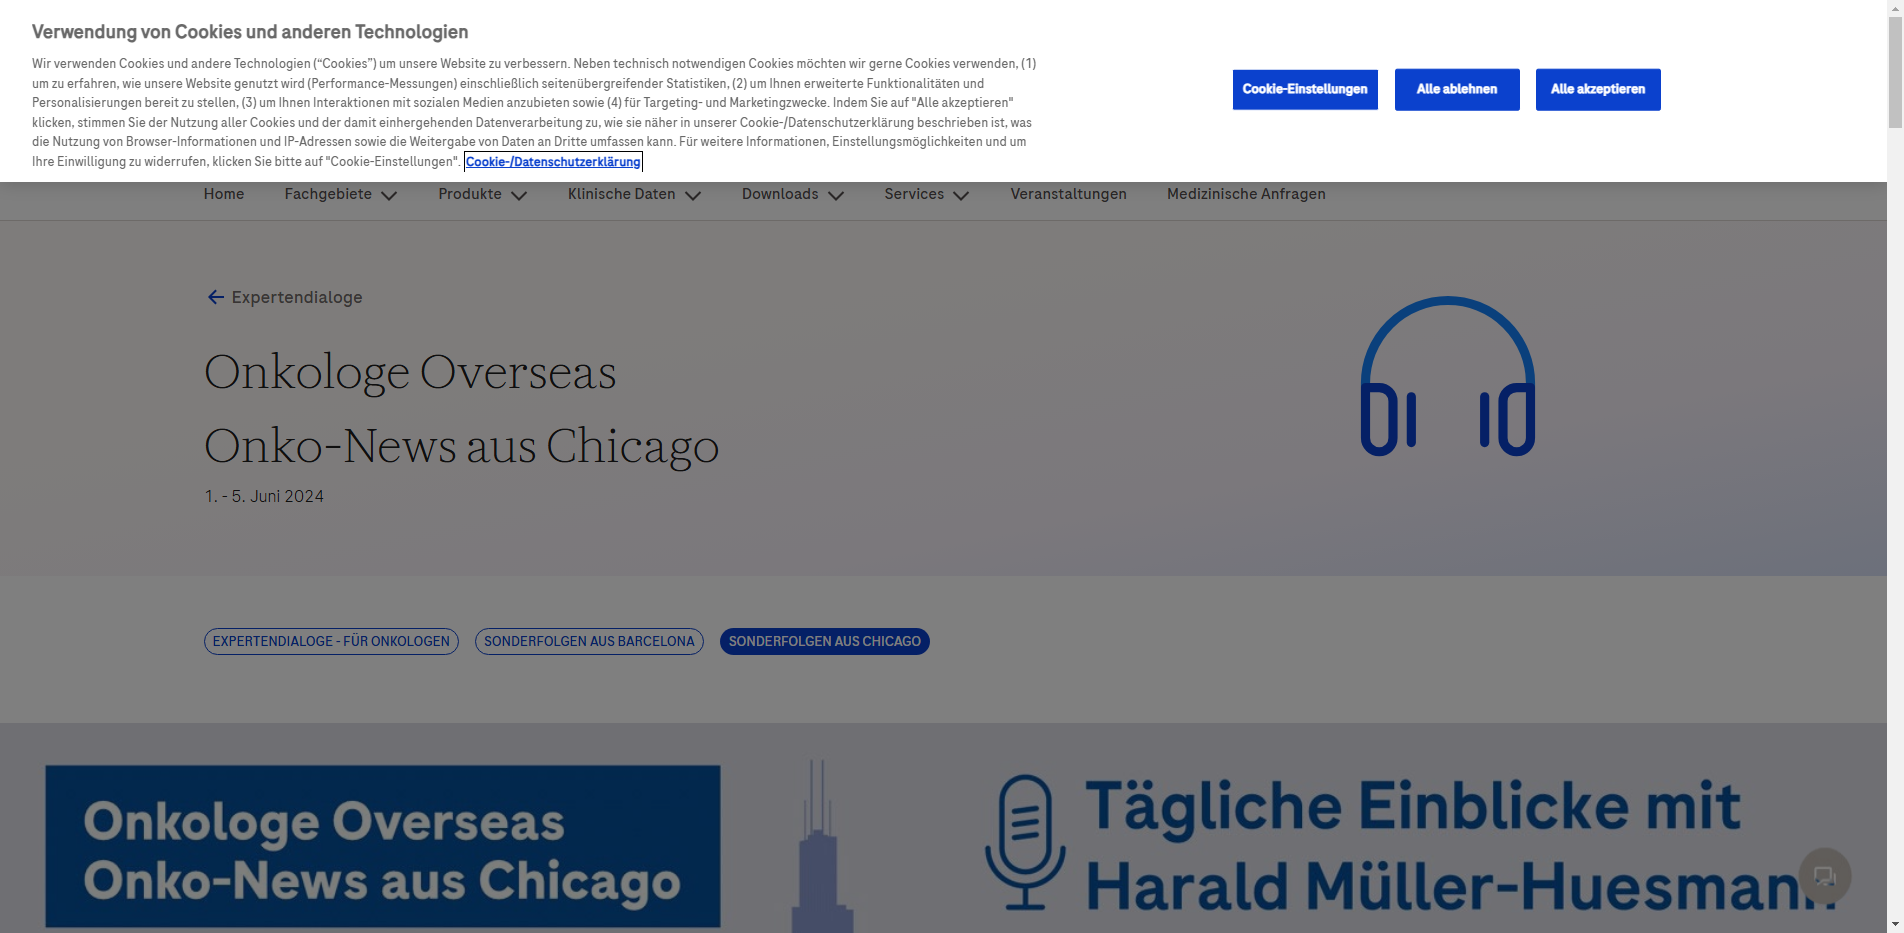 Verwendung von Cookies und anderen Technologien
Wir verwenden Cookies und andere Technologien (“Cookies”) um unsere Website zu verbessern. Neben technisch notwendigen Cookies möchten wir gerne Cookies verwenden, (1)
um zu erfahren, wie unsere Website genutzt wird (Performance-Messungen) einschließlich seitenübergreifender Statistiken, (2) um Ihnen erweiterte Funktionalitäten und
Personalisierungen bereit zu stellen, (3) um Ihnen Interaktionen mit sozialen Medien anzubieten sowie (4) für Targeting- und Marketingzwecke. Indem Sie auf "Alle akzeptieren"
klicken, stimmen Sie der Nutzung aller Cookies und der damit einhergehenden Datenverarbeitung zu, wie sie näher in unserer Cookie-/Datenschutzerklärung beschrieben ist, was
die Nutzung von Browser-Informationen und IP-Adressen sowie die Weitergabe von Daten an Dritte umfassen kann. Für weitere Informationen, Einstellungsmöglichkeiten und um
Ihre Einwilligung zu widerrufen, klicken Sie bitte auf "Cookie-Einstellungen". Cookie-/Datenschutzerklärung
Cookie-Einstellungen Alle ablehnen Alle akzeptieren
Home Fachgebiete Produkte Klinische Daten Downloads Services Veranstaltungen Medizinische Anfragen
Expertendialoge
Onkologe Overseas
Onko-News aus Chicago
1. - 5. Juni 2024
EXPERTENDIALOGE - FÜR ONKOLOGEN SONDERFOLGEN AUS BARCELONA SONDERFOLGEN AUS CHICAGO
Onkologe Overseas
Onko-News aus Chicago
Tägliche Einblicke mit
Harald Müller-Huesmann